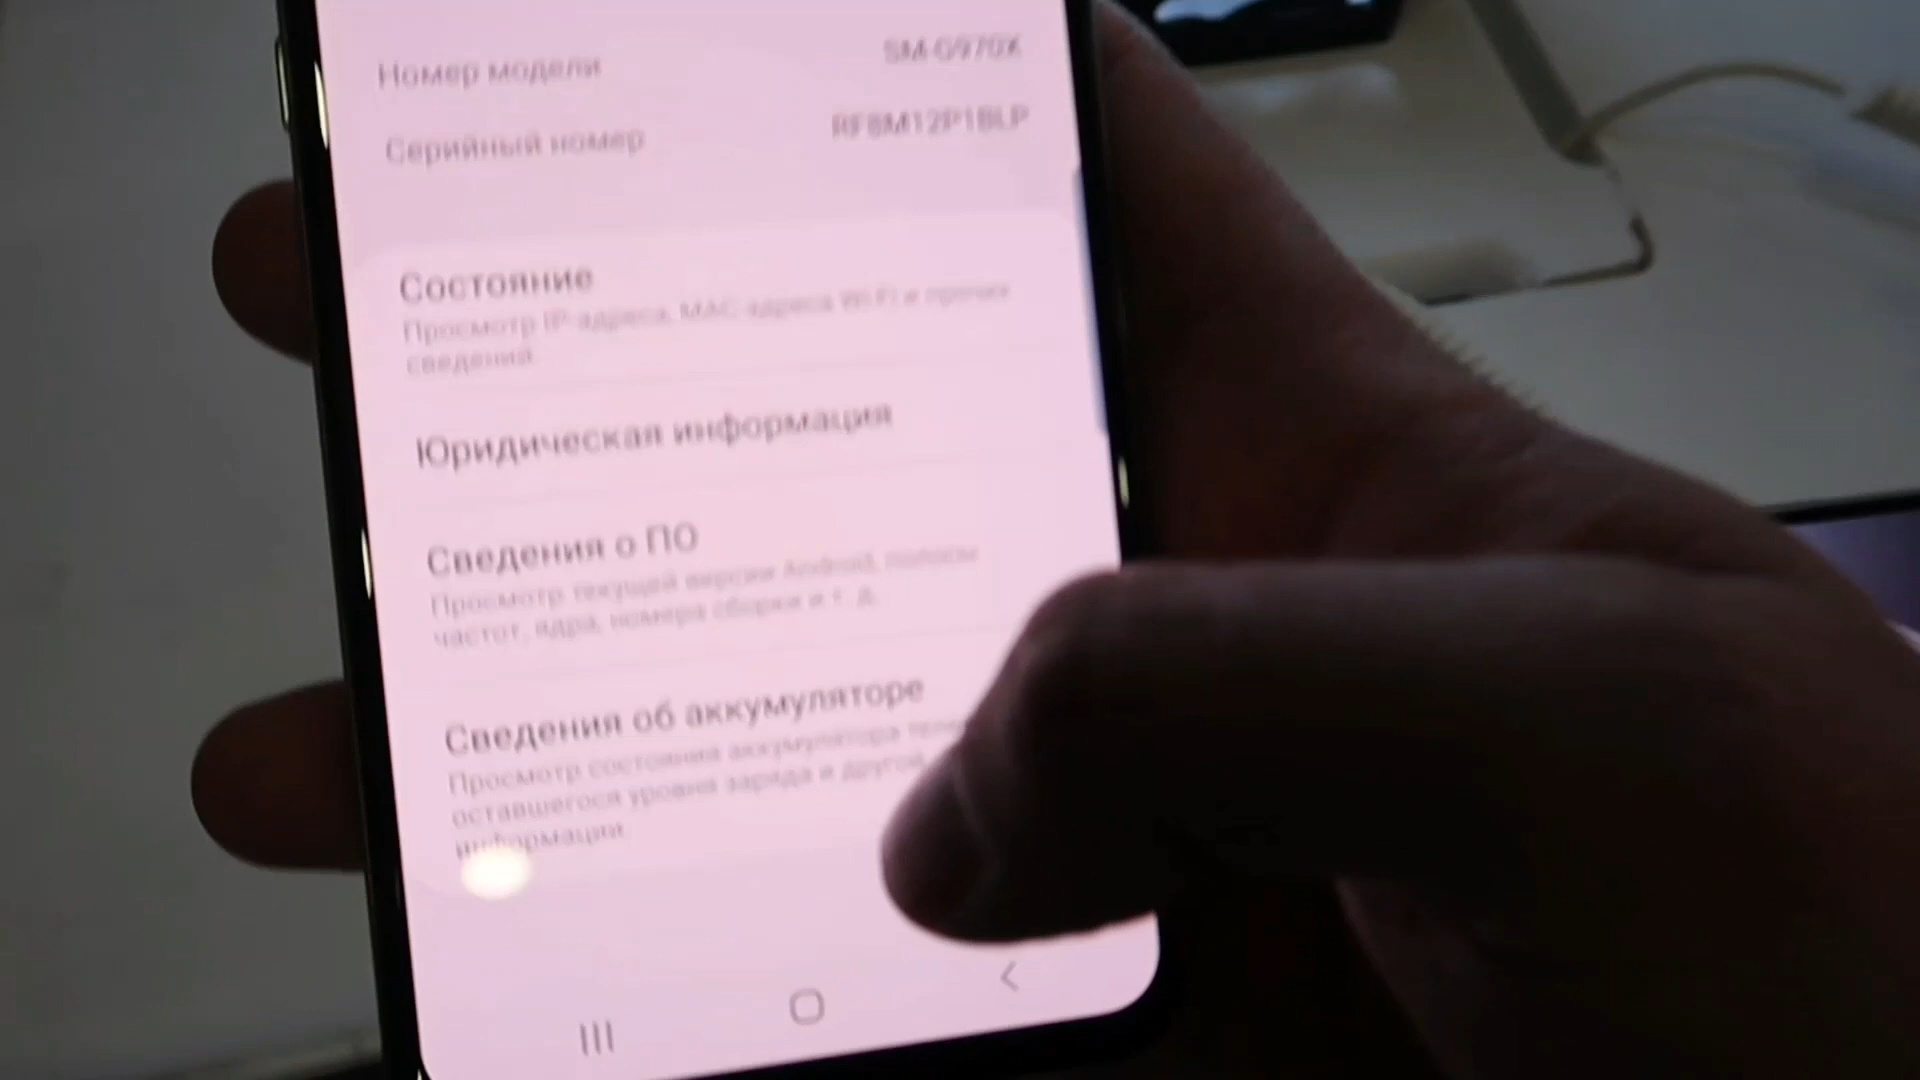 Номер модели SM-G970X
Серийный номер RF8M12P1BLP
Состояние
Просмотр IP-адреса, MAC-адреса Wi-Fi и прочих
сведений
Юридическая информация
Сведения о ПО
Просмотр текущей версии Android, полосы
частот, ядра, номера сборки и т. д.
Сведения об аккумуляторе
Просмотр состояния аккумулятора
оставшегося уровня заряда и другой
информации.